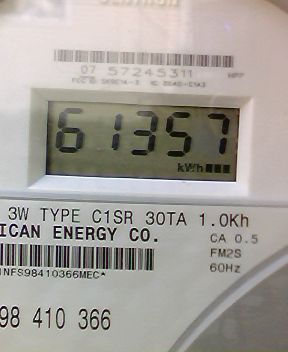 07 57245311
61357
kWh
3W TYPE C1SR 30TA 1.0Kh
ICAN ENERGY CO.
CA 0.5
FM2S
60Hz
INFS98410366MEC*
98 410 366